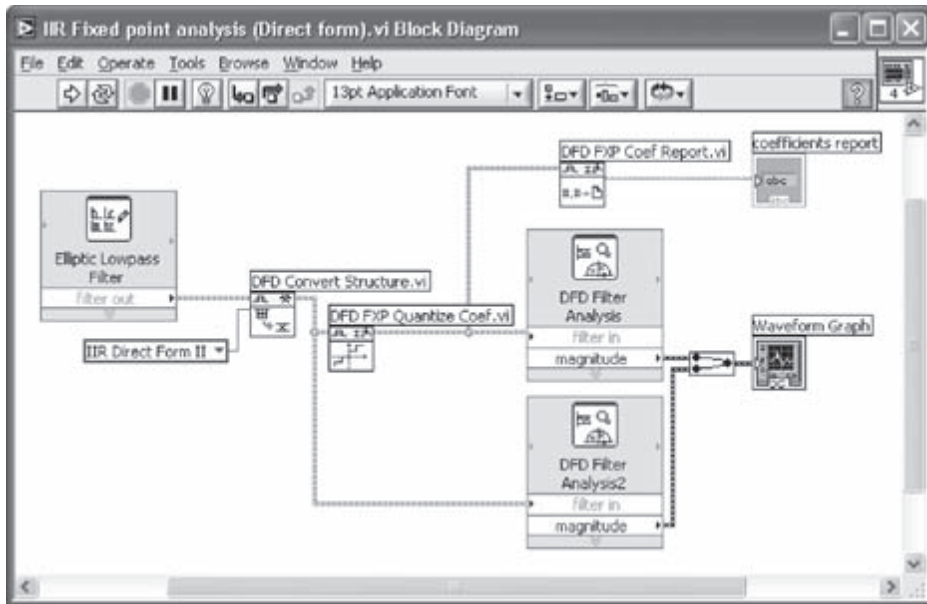 IIR Fixed point analysis (Direct form).vi Block Diagram
File Edit Operate Tools Browse Window Help
13pt Application Font
4
DFD FXP Coef Report.vi
coefficients report
abc
Elliptic Lowpass
Filter
filter out
DFD Convert Structure.vi
IIR Direct Form II
DFD FXP Quantize Coef.vi
DFD Filter
Analysis
filter in
magnitude
Waveform Graph
DFD Filter
Analysis2
filter in
magnitude